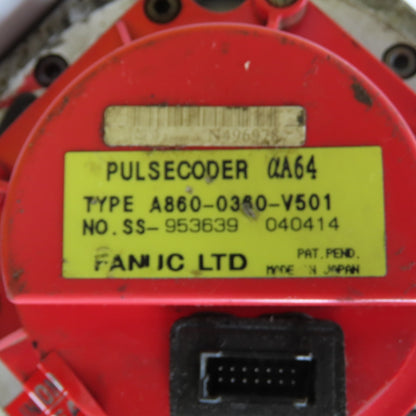 PULSECODER αA64
TYPE A860-0360-V501
NO.SS-953639 040414
PAT.PEND.
FANUC LTD MADE IN JAPAN